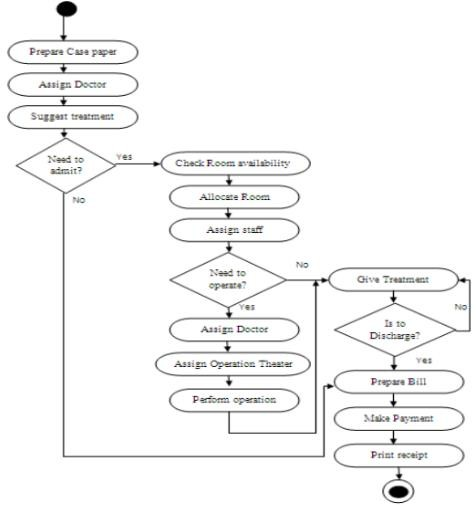 Prepare Case paper
Assign Doctor
Suggest treatment
Need to
admit?
Yes
No
Check Room availability
Allocate Room
Assign staff
Need to
operate?
No
Yes
Assign Doctor
Assign Operation Theater
Perform operation
Give Treatment
No
Is to
Discharge?
Yes
Prepare Bill
Make Payment
Print receipt